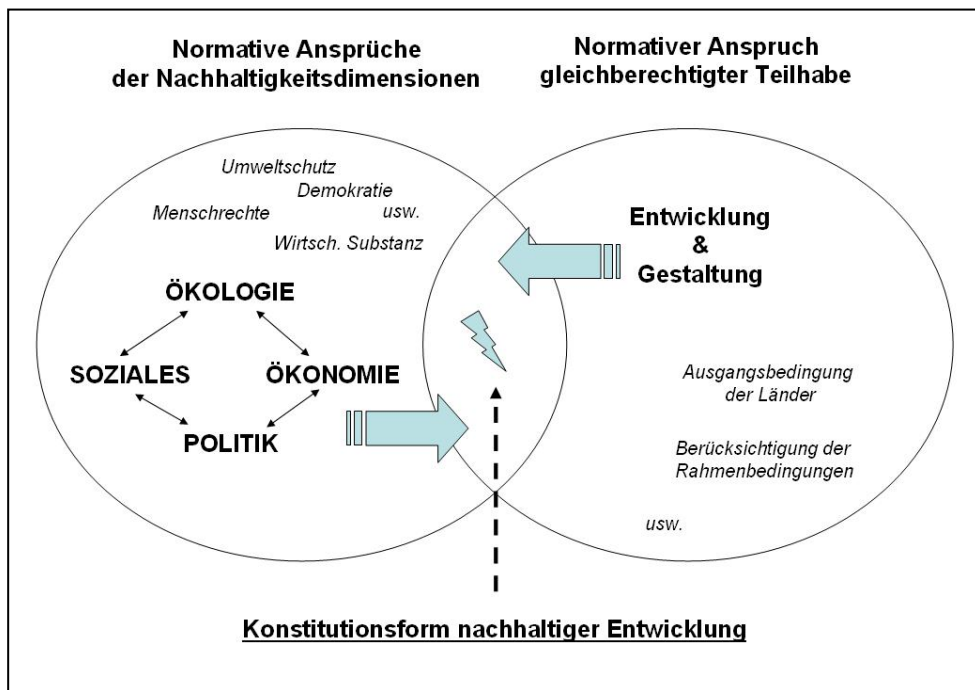 Normative Ansprüche
der Nachhaltigkeitsdimensionen
Normativer Anspruch
gleichberechtigter Teilhabe
Umweltschutz
Demokratie
Menschrechte
usw.
Wirtsch. Substanz
ÖKOLOGIE
SOZIALES
ÖKONOMIE
POLITIK
Entwicklung
&
Gestaltung
Ausgangsbedingung
der Länder
Berücksichtigung der
Rahmenbedingungen
usw.
Konstitutionsform nachhaltiger Entwicklung